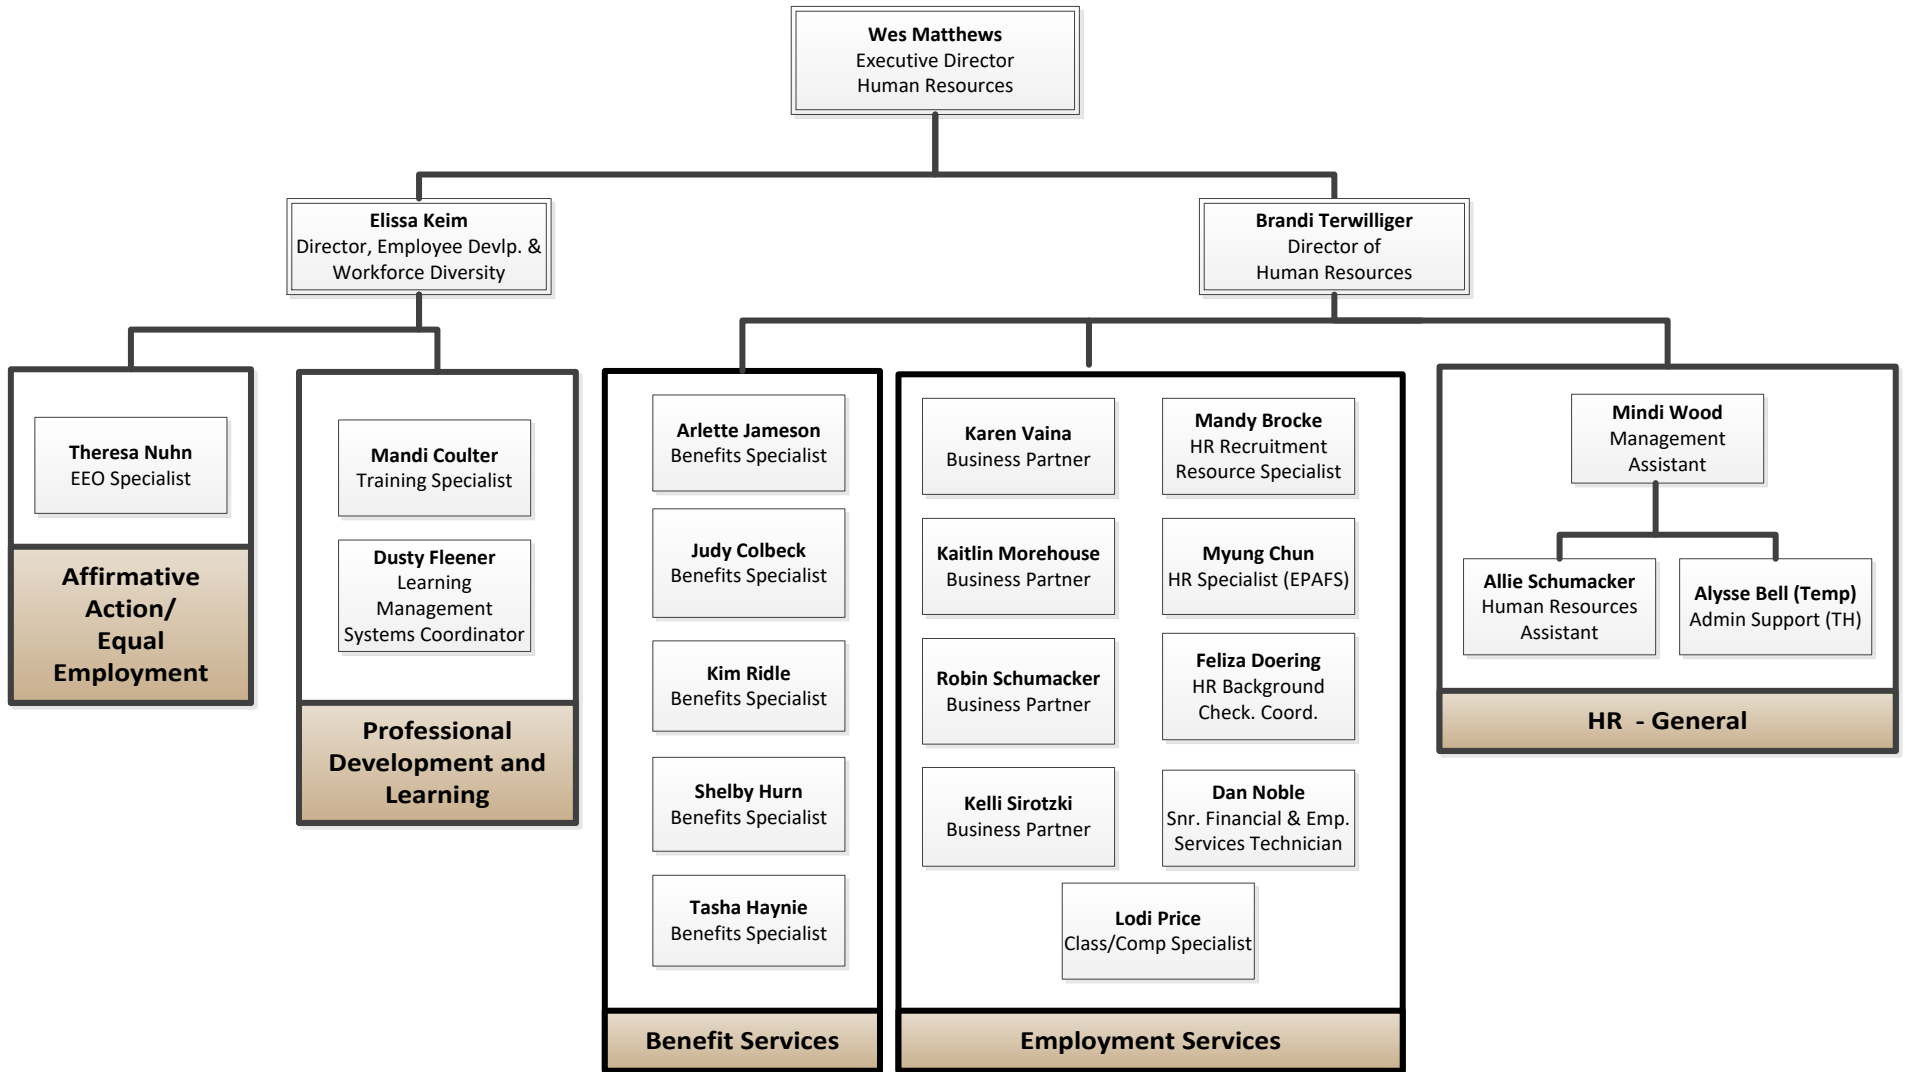 Wes Matthews
Executive Director
Human Resources
Elissa Keim
Director, Employee Devlp. &
Workforce Diversity
Brandi Terwilliger
Director of
Human Resources
Theresa Nuhn
EEO Specialist
Affirmative
Action/
Equal
Employment
Mandi Coulter
Training Specialist
Dusty Fleener
Learning
Management
Systems Coordinator
Professional
Development and
Learning
Arlette Jameson
Benefits Specialist
Judy Colbeck
Benefits Specialist
Kim Ridle
Benefits Specialist
Shelby Hurn
Benefits Specialist
Tasha Haynie
Benefits Specialist
Benefit Services
Karen Vaina
Business Partner
Kaitlin Morehouse
Business Partner
Robin Schumacker
Business Partner
Kelli Sirotzki
Business Partner
Mandy Brocke
HR Recruitment
Resource Specialist
Myung Chun
HR Specialist (EPAFS)
Feliza Doering
HR Background
Check. Coord.
Dan Noble
Snr. Financial & Emp.
Services Technician
Lodi Price
Class/Comp Specialist
Employment Services
Mindi Wood
Management
Assistant
Allie Schumacker
Human Resources
Assistant
Alysse Bell (Temp)
Admin Support (TH)
HR - General